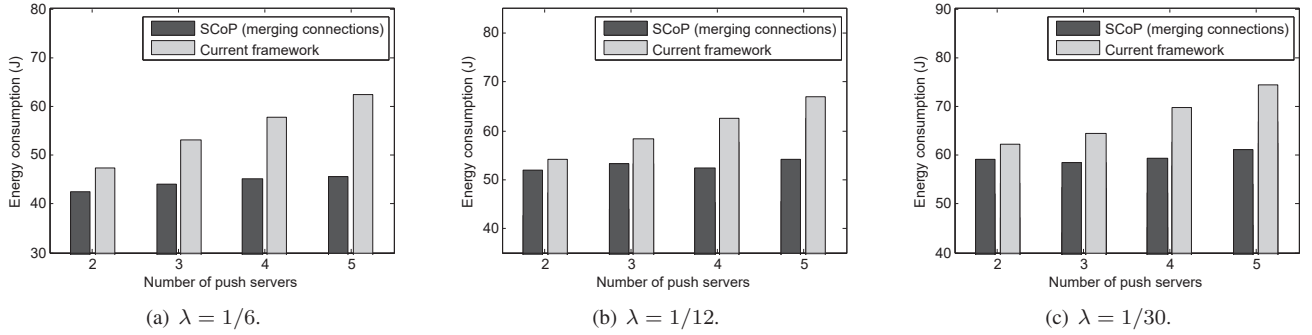 80
70
60
50
40
30
Energy consumption (J)
SCoP (merging connections)
Current framework
2 3 4 5
Number of push servers
(a) λ = 1/6.
80
70
60
50
40
Energy consumption (J)
SCoP (merging connections)
Current framework
2 3 4 5
Number of push servers
(b) λ = 1/12.
90
80
70
60
50
40
Energy consumption (J)
SCoP (merging connections)
Current framework
2 3 4 5
Number of push servers
(c) λ = 1/30.